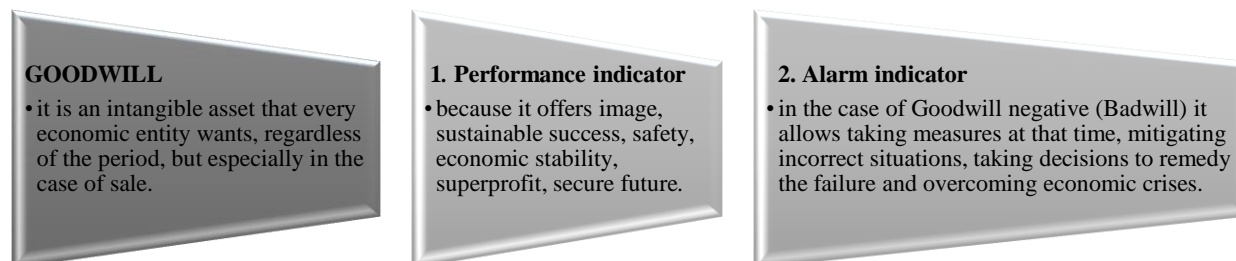 GOODWILL
• it is an intangible asset that every
economic entity wants, regardless
of the period, but especially in the
case of sale.
1. Performance indicator
• because it offers image,
sustainable success, safety,
economic stability,
superprofit, secure future.
2. Alarm indicator
• in the case of Goodwill negative (Badwill) it
allows taking measures at that time, mitigating
incorrect situations, taking decisions to remedy
the failure and overcoming economic crises.